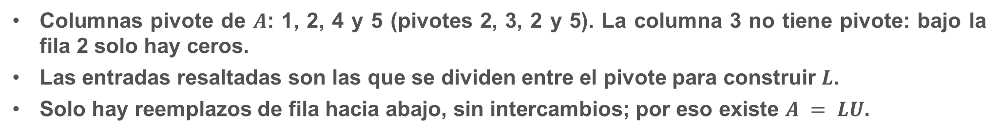 • Columnas pivote de A: 1, 2, 4 y 5 (pivotes 2, 3, 2 y 5). La columna 3 no tiene pivote: bajo la
fila 2 solo hay ceros.
• Las entradas resaltadas son las que se dividen entre el pivote para construir L.
• Solo hay reemplazos de fila hacia abajo, sin intercambios; por eso existe A = LU.